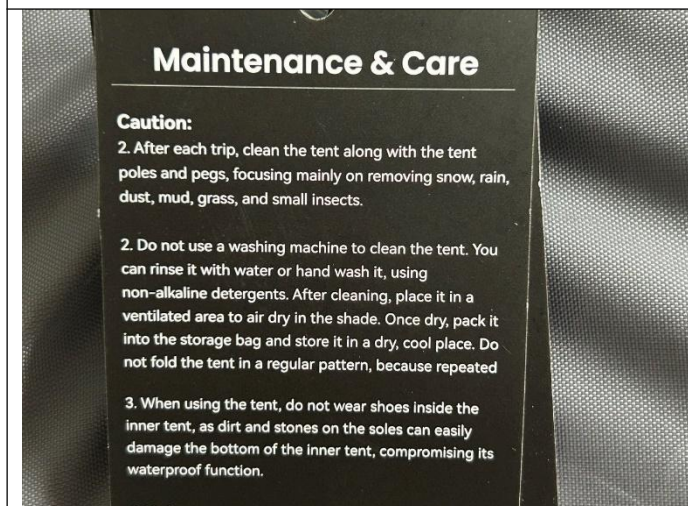 Maintenance & Care
Caution:
2. After each trip, clean the tent along with the tent
poles and pegs, focusing mainly on removing snow, rain,
dust, mud, grass, and small insects.
2. Do not use a washing machine to clean the tent. You
can rinse it with water or hand wash it, using
non-alkaline detergents. After cleaning, place it in a
ventilated area to air dry in the shade. Once dry, pack it
into the storage bag and store it in a dry, cool place. Do
not fold the tent in a regular pattern, because repeated
3. When using the tent, do not wear shoes inside the
inner tent, as dirt and stones on the soles can easily
damage the bottom of the inner tent, compromising its
waterproof function.